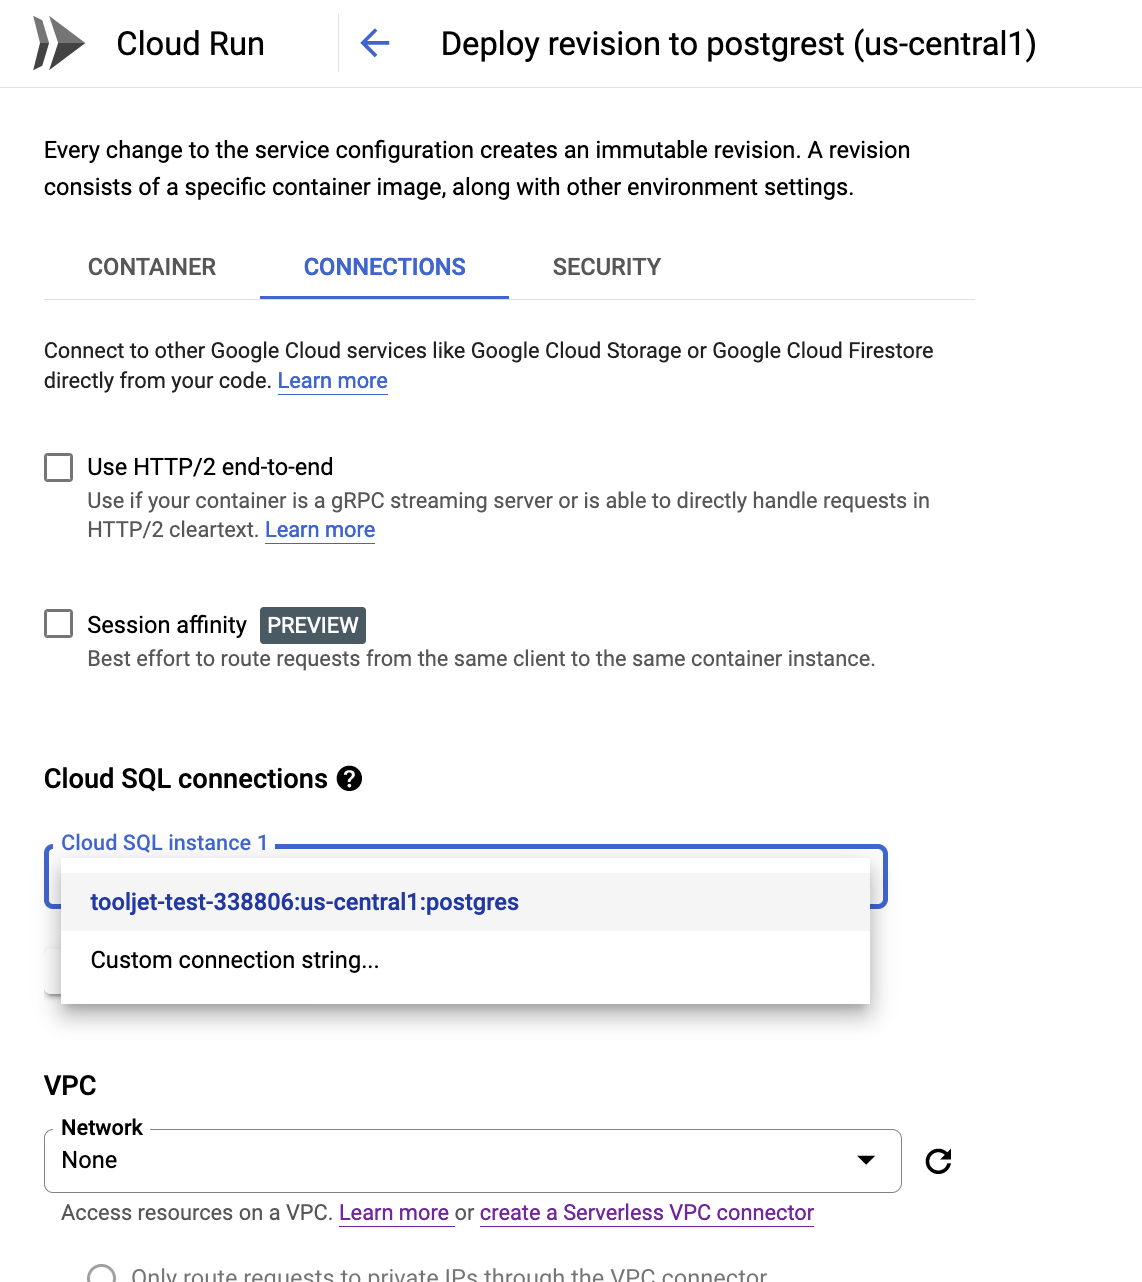 Cloud Run
Deploy revision to postgrest (us-central1)
Every change to the service configuration creates an immutable revision. A revision
consists of a specific container image, along with other environment settings.
CONTAINER
CONNECTIONS
SECURITY
Connect to other Google Cloud services like Google Cloud Storage or Google Cloud Firestore
directly from your code. Learn more
Use HTTP/2 end-to-end
Use if your container is a gRPC streaming server or is able to directly handle requests in
HTTP/2 cleartext. Learn more
Session affinity PREVIEW
Best effort to route requests from the same client to the same container instance.
Cloud SQL connections ?
Cloud SQL instance 1
tooljet-test-338806:us-central1:postgres
Custom connection string...
VPC
Network
None
Access resources on a VPC. Learn more or create a Serverless VPC connector
Only route requests to private IPs through the VPC connector